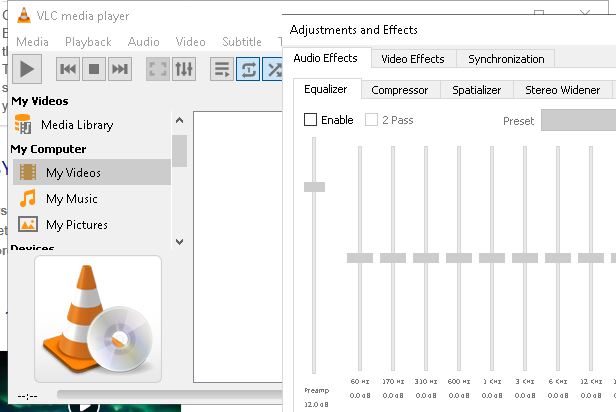 VLC media player
Media Playback Audio Video Subtitle T
My Videos
Media Library
My Computer
My Videos
My Music
My Pictures
Devices
--:--
Adjustments and Effects
Audio Effects Video Effects Synchronization
Equalizer Compressor Spatializer Stereo Widener
Enable 2 Pass Preset
60 Hz 170 Hz 310 Hz 600 Hz 1 KHz 3 KHz 6 KHz 12 KHz
Preamp 0.0 dB 0.0 dB 0.0 dB 0.0 dB 0.0 dB 0.0 dB 0.0 dB 0.0 dB
12.0 dB